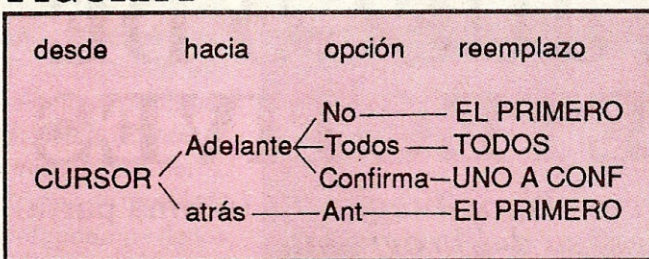 desde hacia opción reemplazo
No EL PRIMERO
Adelante Todos TODOS
CURSOR Confirma UNO A CONF
atrás Ant EL PRIMERO